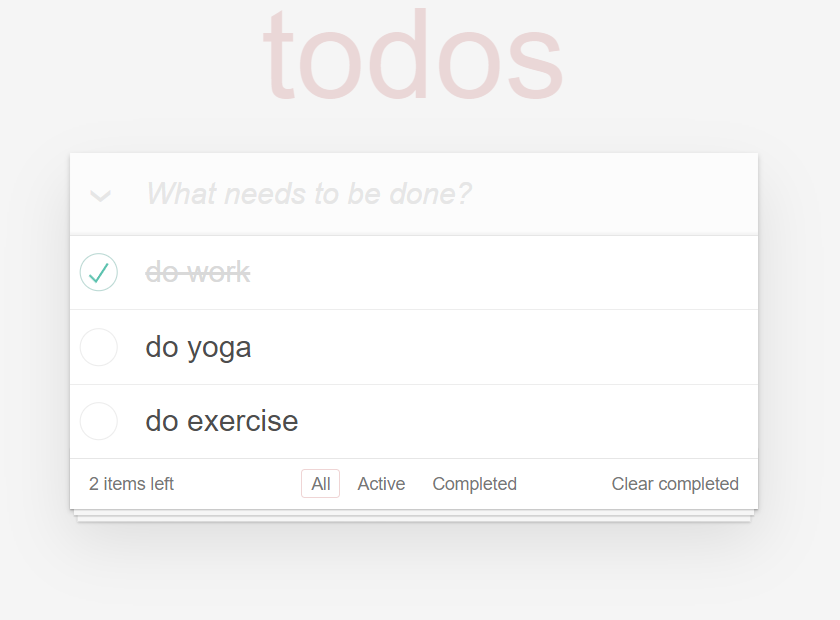 todos
What needs to be done?
do work
do yoga
do exercise
2 items left All Active Completed Clear completed